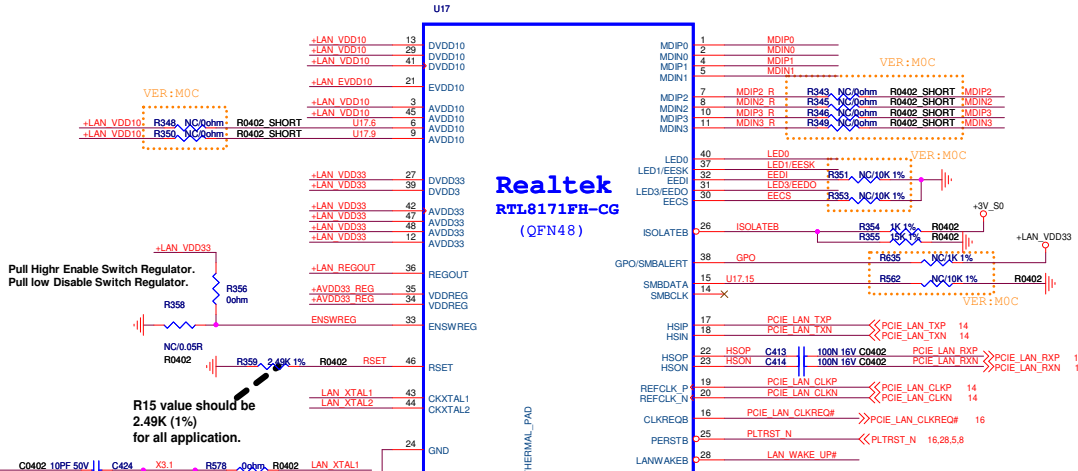 U17
+LAN_VDD10 13 DVDD10
+LAN_VDD10 29 DVDD10
+LAN_VDD10 41 DVDD10
+LAN_EVDD10 21 EVDD10
+LAN_VDD10 3 AVDD10
+LAN_VDD10 45 AVDD10
VER:M0C
+LAN_VDD10 R348 NC/0ohm R0402_SHORT U17.6 6 AVDD10
+LAN_VDD10 R350 NC/0ohm R0402_SHORT U17.9 9 AVDD10
+LAN_VDD33 27 DVDD33
+LAN_VDD33 39 DVDD3
+LAN_VDD33 42 AVDD33
+LAN_VDD33 47 AVDD33
+LAN_VDD33 48 AVDD33
+LAN_VDD33 12 AVDD33
+LAN_VDD33
Pull Highr Enable Switch Regulator.
Pull low Disable Switch Regulator.
R356
0ohm
R358
NC/0.05R
R0402
+LAN_REGOUT 36 REGOUT
+AVDD33_REG 35 VDDREG
+AVDD33_REG 34 VDDREG
ENSWREG 33 ENSWREG
R359 2.49K 1% R0402 RSET 46 RSET
R15 value should be
2.49K (1%)
for all application.
LAN_XTAL1 43 CKXTAL1
LAN_XTAL2 44 CKXTAL2
24 GND
C0402 10PF 50V C424 X3.1 R578 0ohm R0402 LAN_XTAL1
Realtek
RTL8171FH-CG
(QFN48)
HERMAL_PAD
MDIP0 1 MDIP0
MDIN0 2 MDIN0
MDIP1 4 MDIP1
MDIN1 5 MDIN1
VER:M0C
MDIP2 7 MDIP2_R R343 NC/0ohm R0402_SHORT MDIP2
MDIN2 8 MDIN2_R R345 NC/0ohm R0402_SHORT MDIN2
MDIP3 10 MDIP3_R R346 NC/0ohm R0402_SHORT MDIP3
MDIN3 11 MDIN3_R R349 NC/0ohm R0402_SHORT MDIN3
VER:M0C
LED0 40 LED0
LED1/EESK 37 LED1/EESK
EEDI 32 EEDI R351 NC/10K 1%
LED3/EEDO 31 LED3/EEDO
EECS 30 EECS R353 NC/10K 1%
+3V_S0
ISOLATEB 26 ISOLATEB R354 1K 1% R0402
R355 15K 1% R0402
+LAN_VDD33
GPO/SMBALERT 38 GPO R635 NC/1K 1%
SMBDATA 15 U17.15 R562 NC/10K 1% R0402
SMBCLK 14
VER:M0C
HSIP 17 PCIE_LAN_TXP PCIE_LAN_TXP 14
HSIN 18 PCIE_LAN_TXN PCIE_LAN_TXN 14
HSOP 22 HSOP C413 100N 16V C0402 PCIE_LAN_RXP PCIE_LAN_RXP 1
HSON 23 HSON C414 100N 16V C0402 PCIE_LAN_RXN PCIE_LAN_RXN 1
REFCLK_P 19 PCIE_LAN_CLKP PCIE_LAN_CLKP 14
REFCLK_N 20 PCIE_LAN_CLKN PCIE_LAN_CLKN 14
CLKREQB 16 PCIE_LAN_CLKREQ# PCIE_LAN_CLKREQ# 16
PERSTB 25 PLTRST_N PLTRST_N 16,28,5,8
LANWAKEB 28 LAN_WAKE_UP#